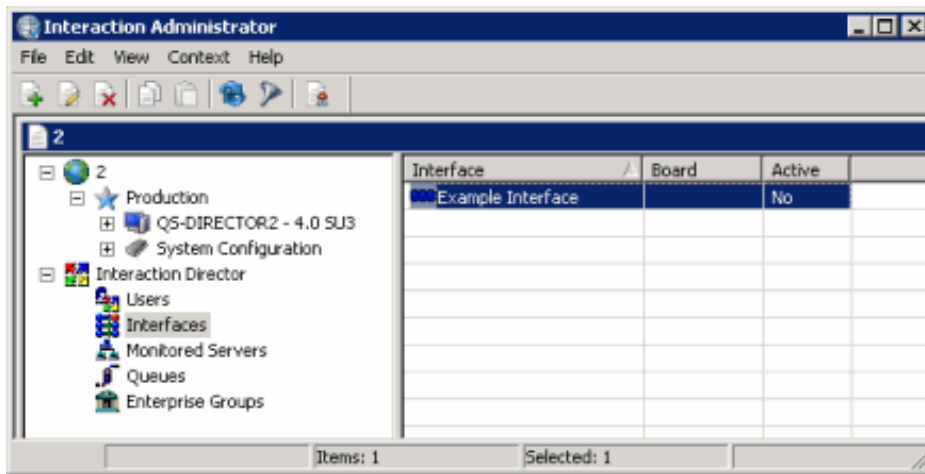 Interaction Administrator
File Edit View Context Help
2
2
Production
QS-DIRECTOR2 - 4.0 SU3
System Configuration
Interaction Director
Users
Interfaces
Monitored Servers
Queues
Enterprise Groups
Interface Board Active
Example Interface No
Items: 1 Selected: 1